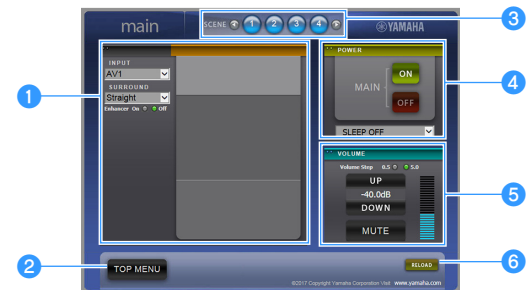 main
SCENE 1 2 3 4
YAMAHA
3
1
INPUT
AV1
SURROUND
Straight
Enhancer On Off
POWER
MAIN
ON
OFF
SLEEP OFF
4
VOLUME
Volume Step 0.5 5.0
UP
-40.0dB
DOWN
MUTE
5
2
TOP MENU
RELOAD
6
©2017 Copyright Yamaha Corporation Visit www.yamaha.com